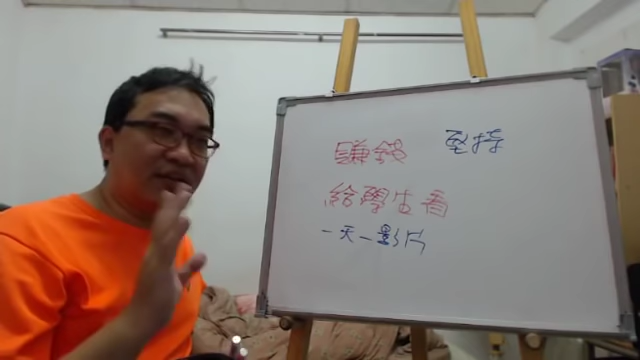 賺錢 堅持
給學生看
一天一影片